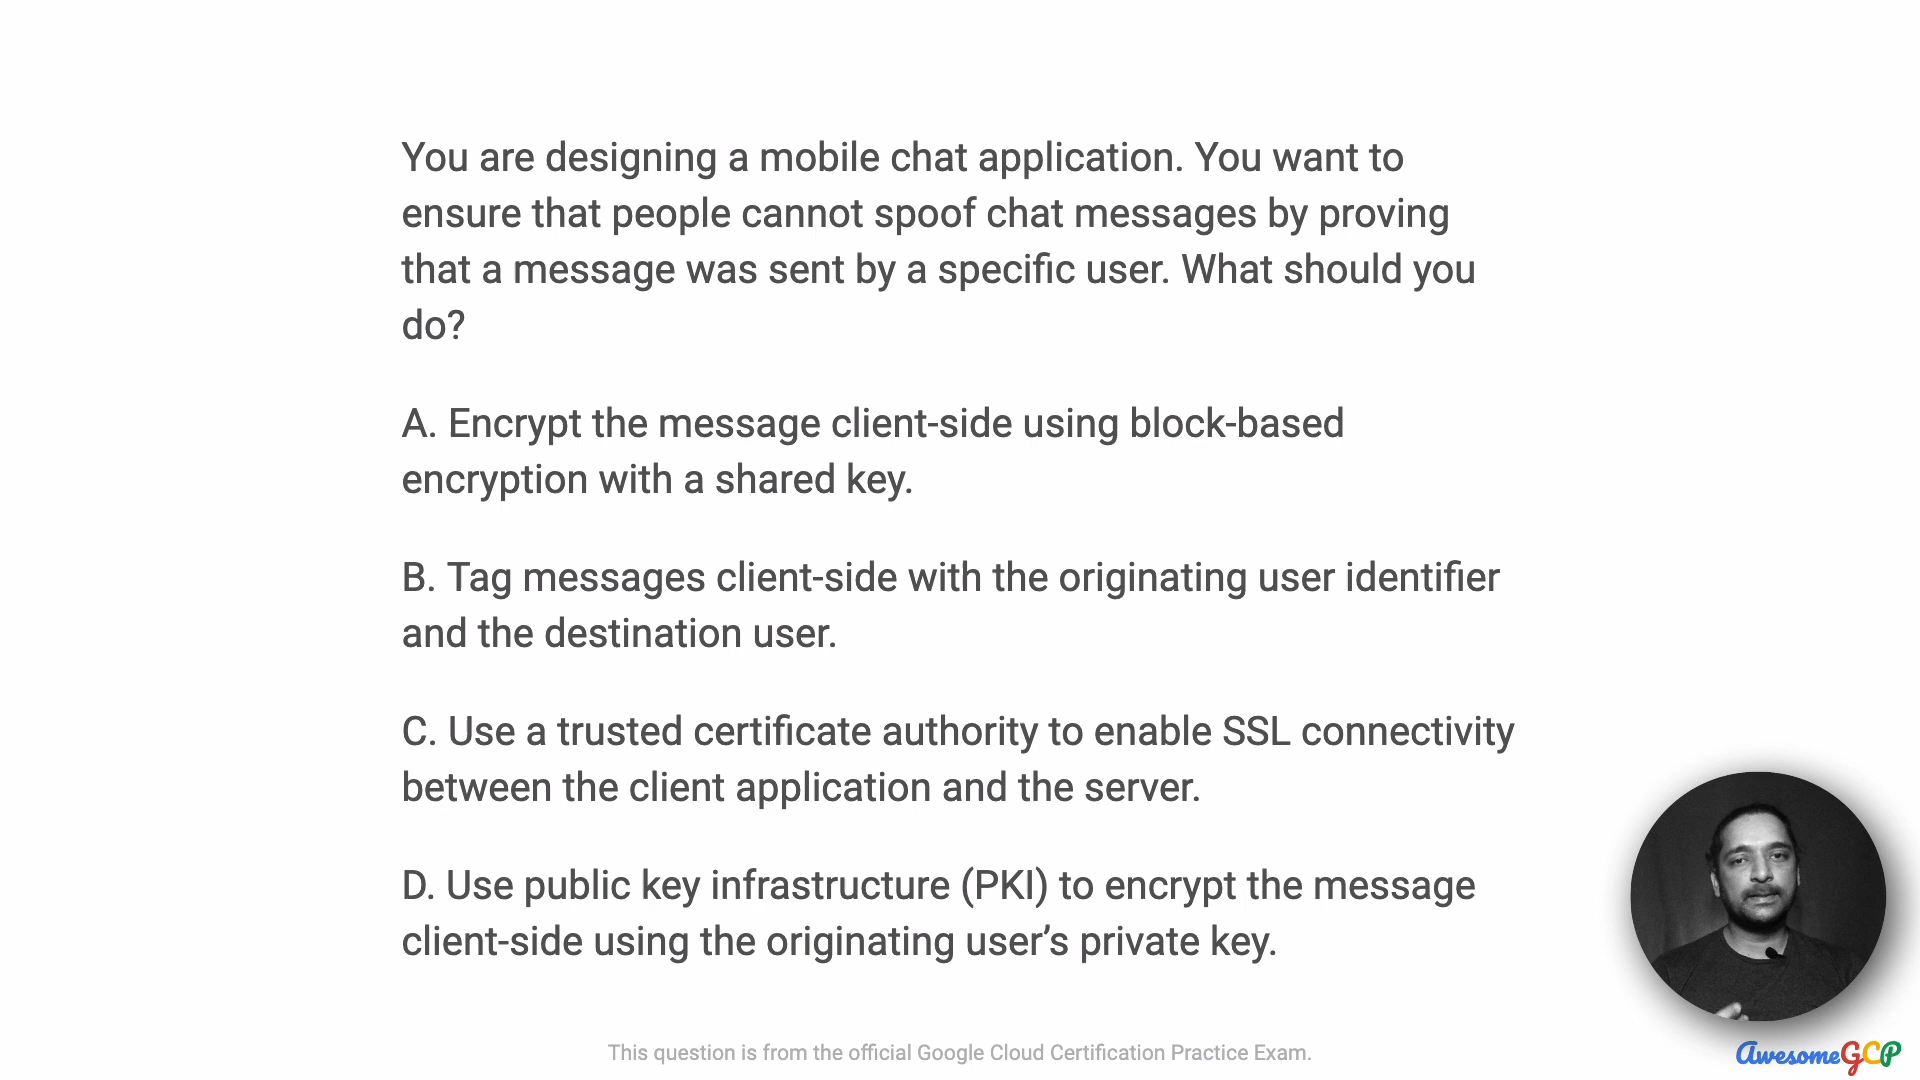 You are designing a mobile chat application. You want to
ensure that people cannot spoof chat messages by proving
that a message was sent by a specific user. What should you
do?
A. Encrypt the message client-side using block-based
encryption with a shared key.
B. Tag messages client-side with the originating user identifier
and the destination user.
C. Use a trusted certificate authority to enable SSL connectivity
between the client application and the server.
D. Use public key infrastructure (PKI) to encrypt the message
client-side using the originating user’s private key.
This question is from the official Google Cloud Certification Practice Exam.
AwesomeGCP